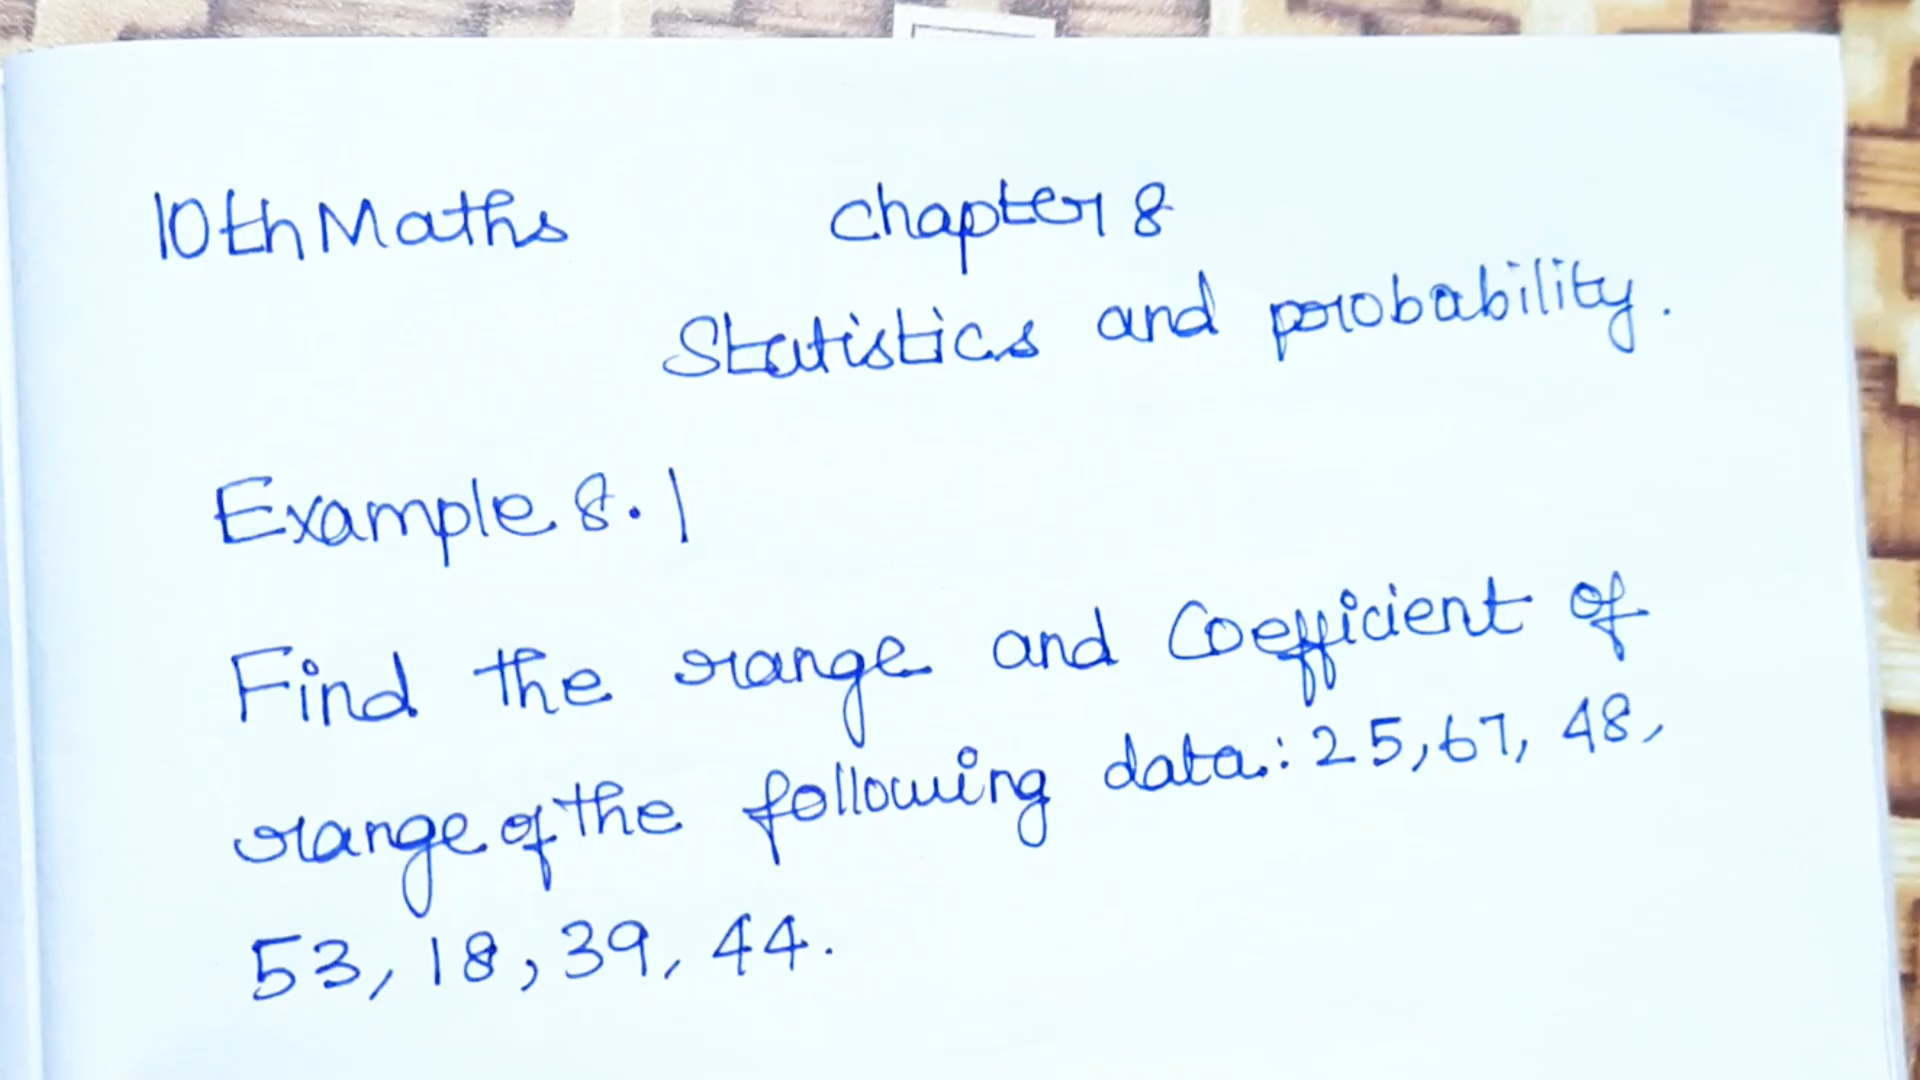 10th Maths chapter 8
Statistics and probability.
Example 8.1
Find the range and Coefficient of
range of the following data: 25, 67, 48,
53, 18, 39, 44.